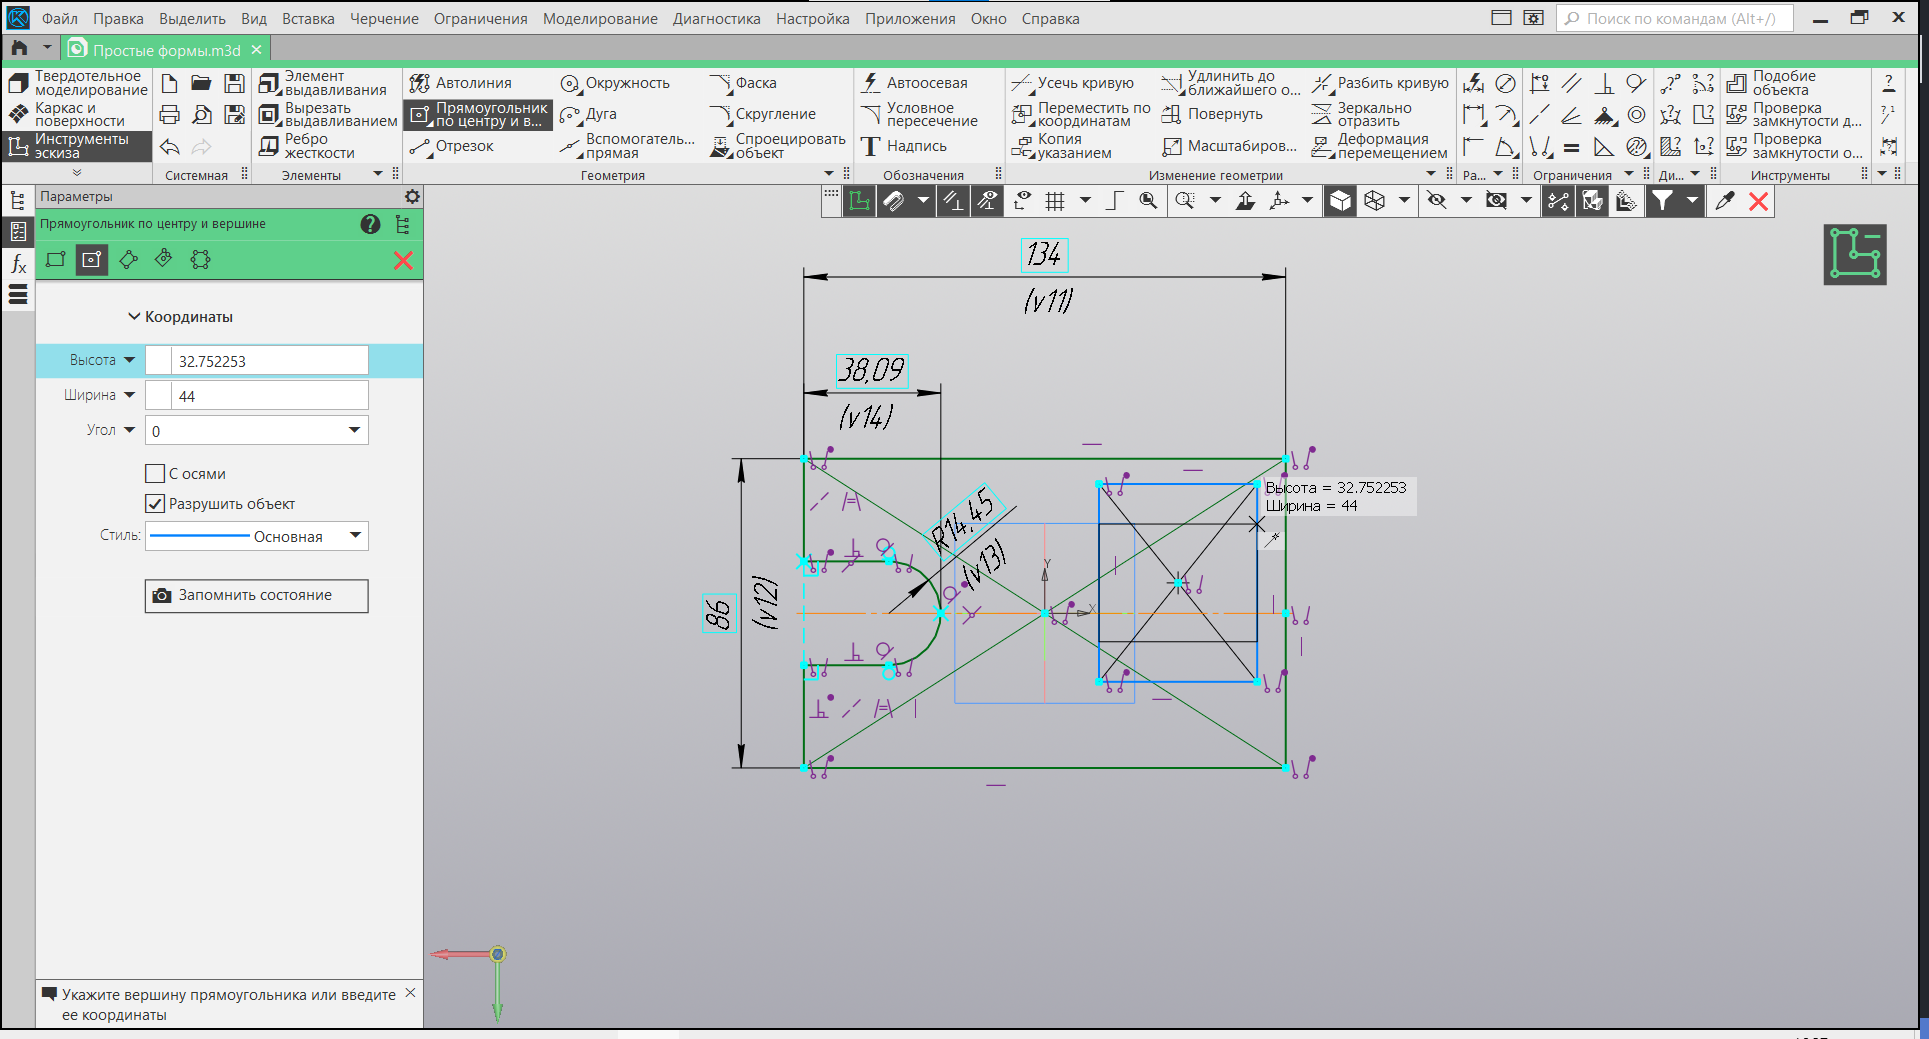 Файл Правка Выделить Вид Вставка Черчение Ограничения Моделирование Диагностика Настройка Приложения Окно Справка
Поиск по командам (Alt+/)
Простые формы.m3d
Твердотельное моделирование
Каркас и поверхности
Инструменты эскиза
Системная
Элемент выдавливания
Вырезать выдавливанием
Ребро жесткости
Элементы
Автолиния
Прямоугольник по центру и в...
Отрезок
Окружность
Дуга
Вспомогатель... прямая
Фаска
Скругление
Спроецировать объект
Геометрия
Автоосевая
Условное пересечение
Надпись
Обозначения
Усечь кривую
Переместить по координатам
Копия указанием
Удлинить до ближайшего о...
Повернуть
Масштабиров...
Разбить кривую
Зеркально отразить
Деформация перемещением
Изменение геометрии
Ра...
Ограничения
Ди...
Подобие объекта
Проверка замкнутости д...
Проверка замкнутости о...
Инструменты
Параметры
Прямоугольник по центру и вершине
Координаты
Высота 32.752253
Ширина 44
Угол 0
С осями
Разрушить объект
Стиль: Основная
Запомнить состояние
Укажите вершину прямоугольника или введите
ее координаты
134
(v11)
38,09
(v14)
R14,45
(v13)
86
(v12)
Y
X
Высота = 32.752253
Ширина = 44